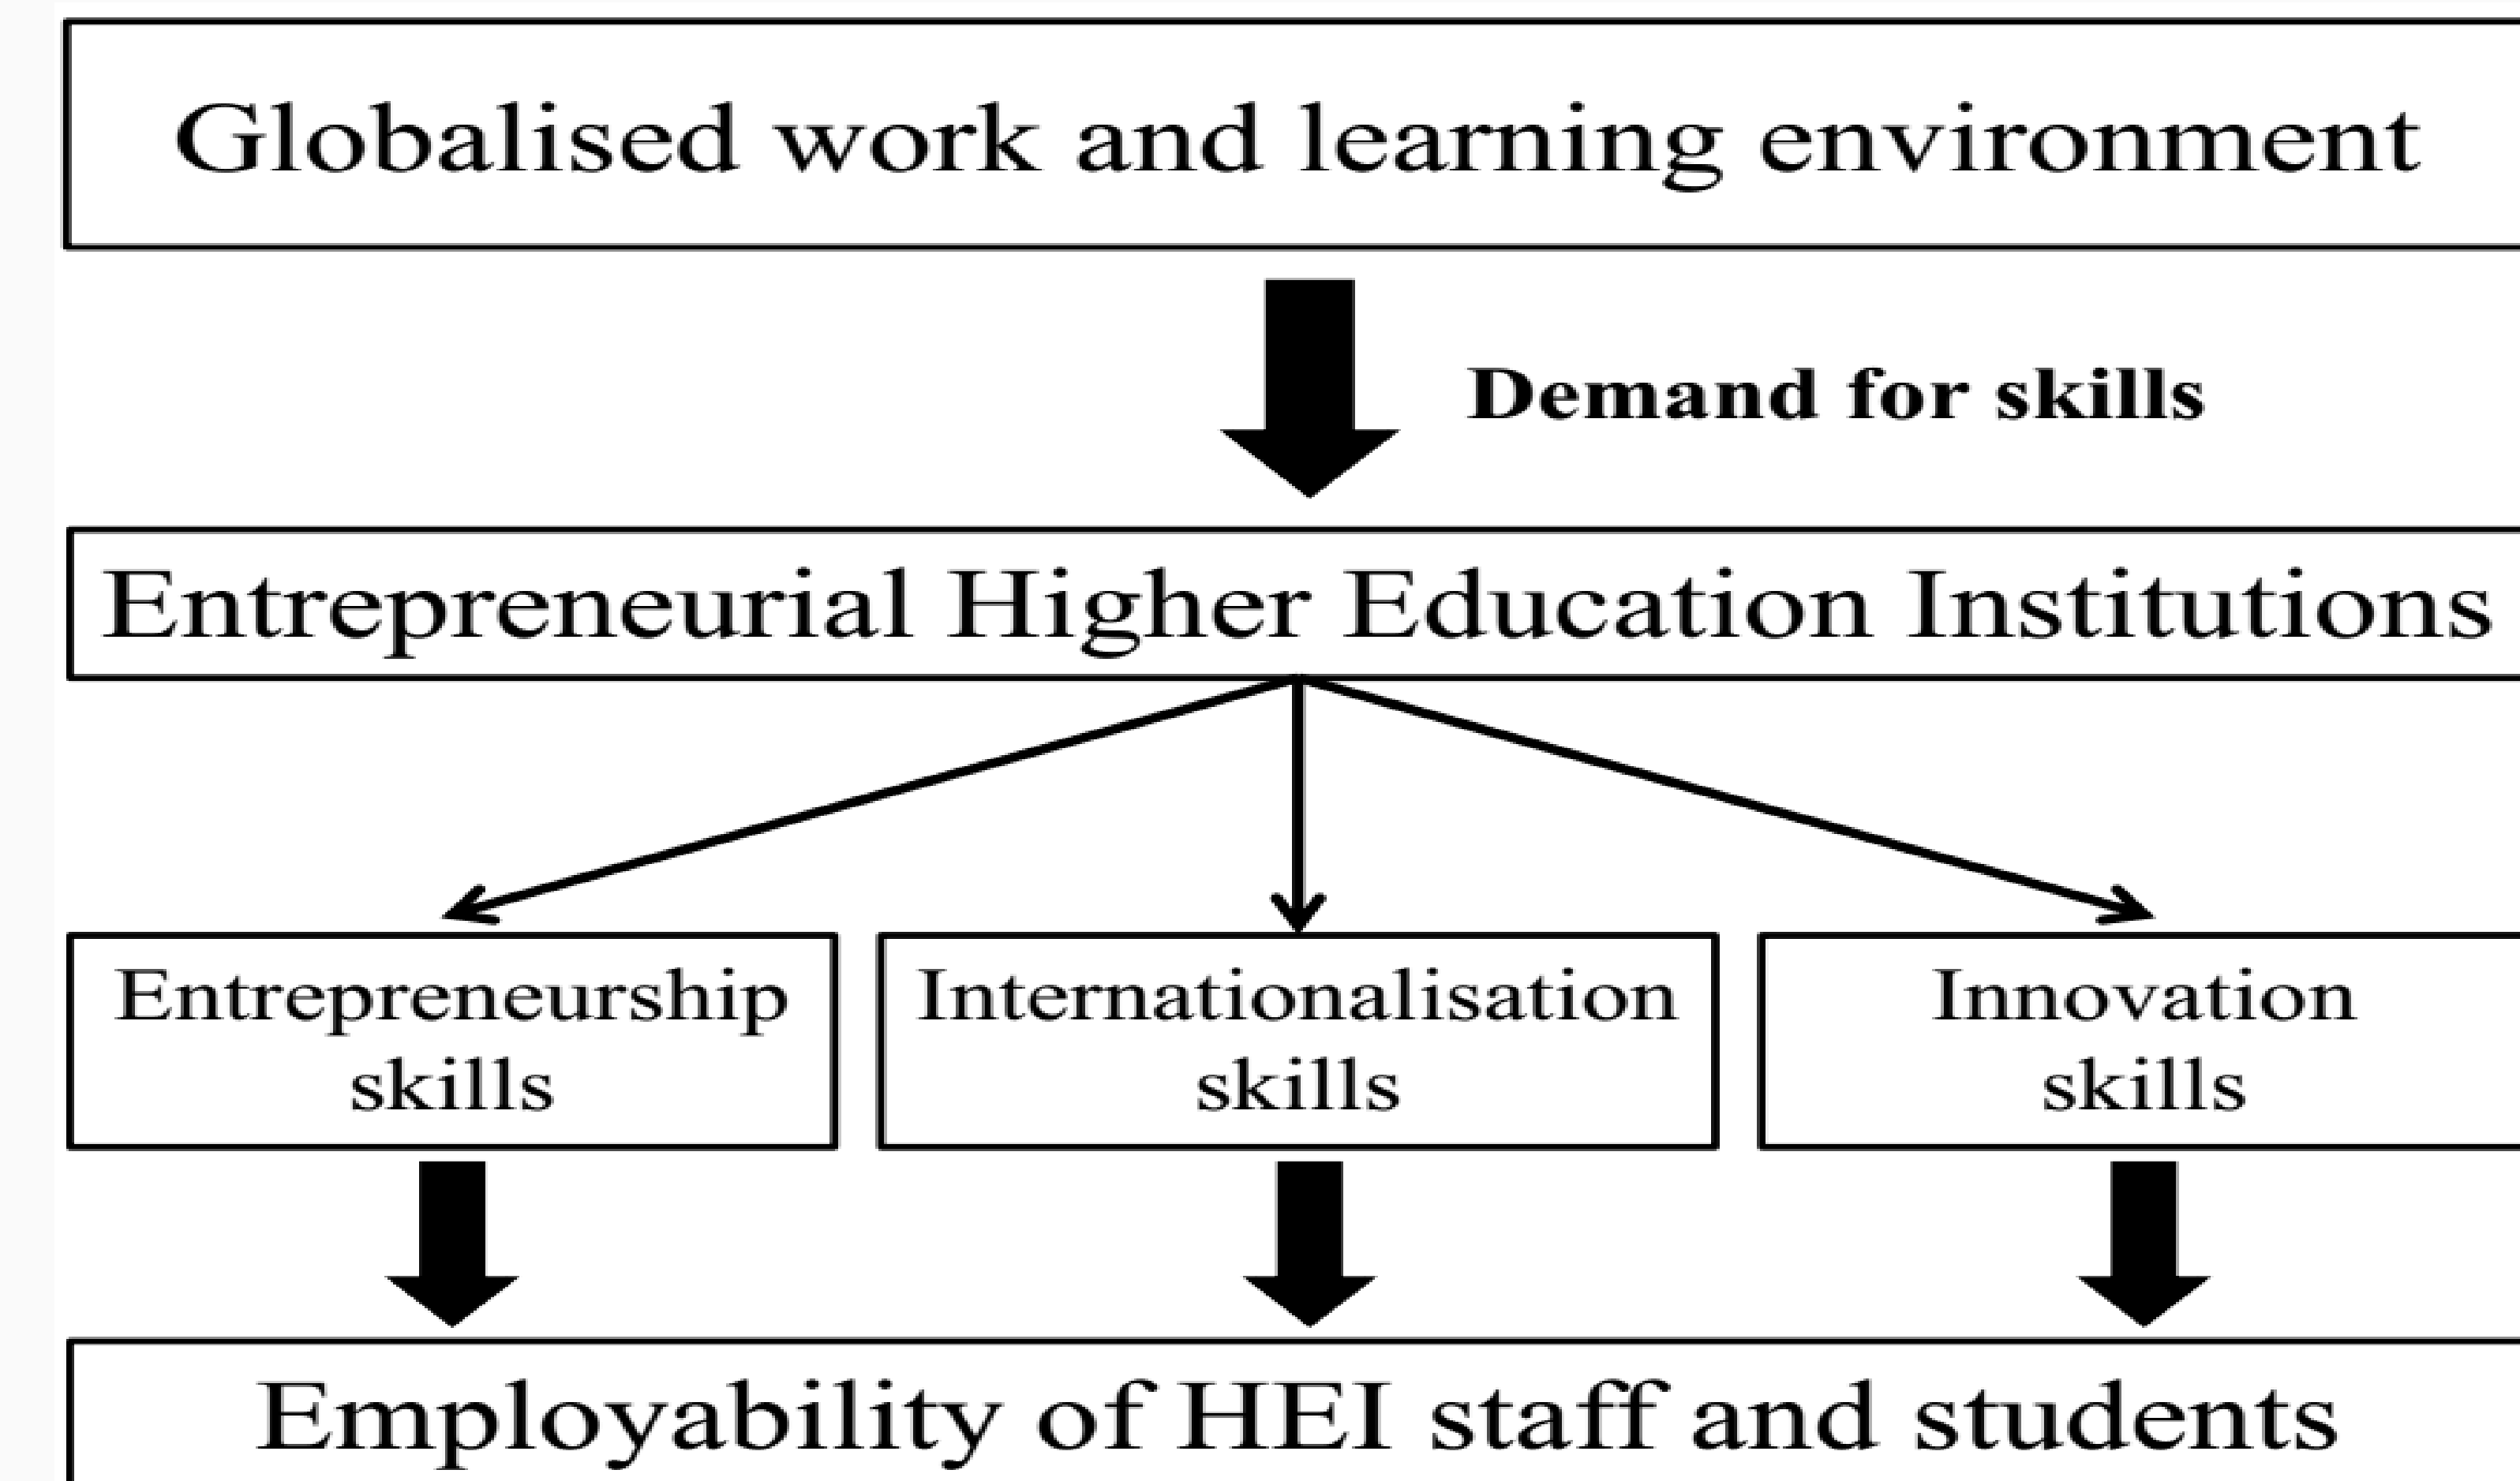 Globalised work and learning environment
Demand for skills
Entrepreneurial Higher Education Institutions
Entrepreneurship
skills
Internationalisation
skills
Innovation
skills
Employability of HEI staff and students